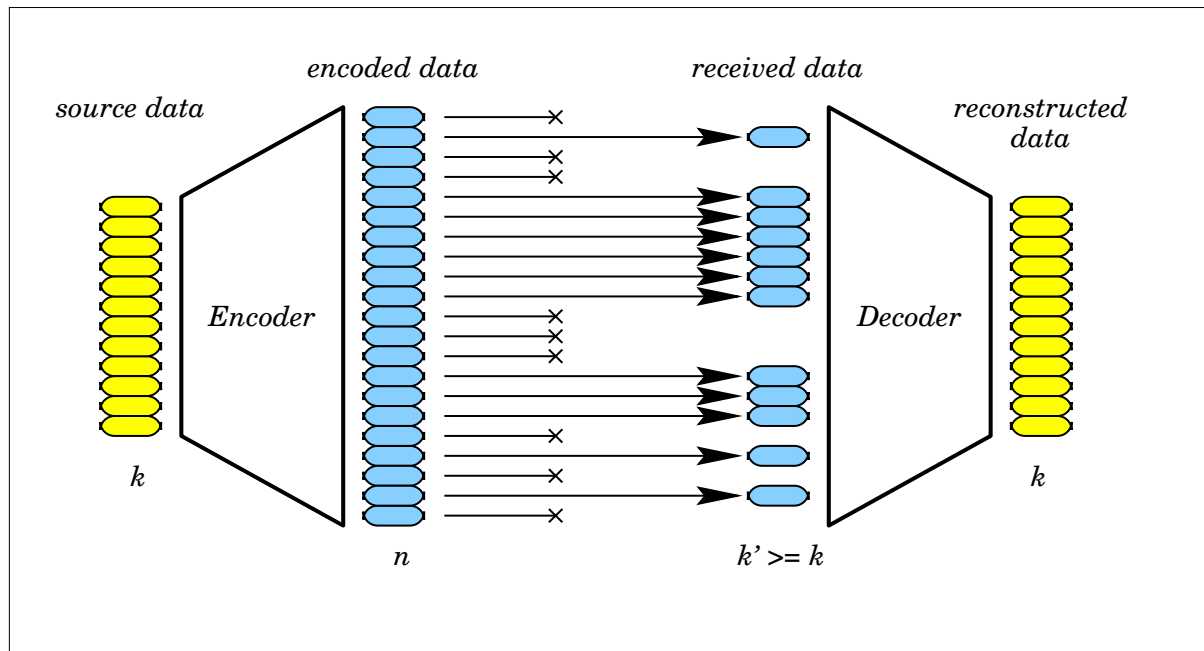 encoded data
received data
source data
reconstructed
data
Encoder
Decoder
k
k
n
k’ >= k